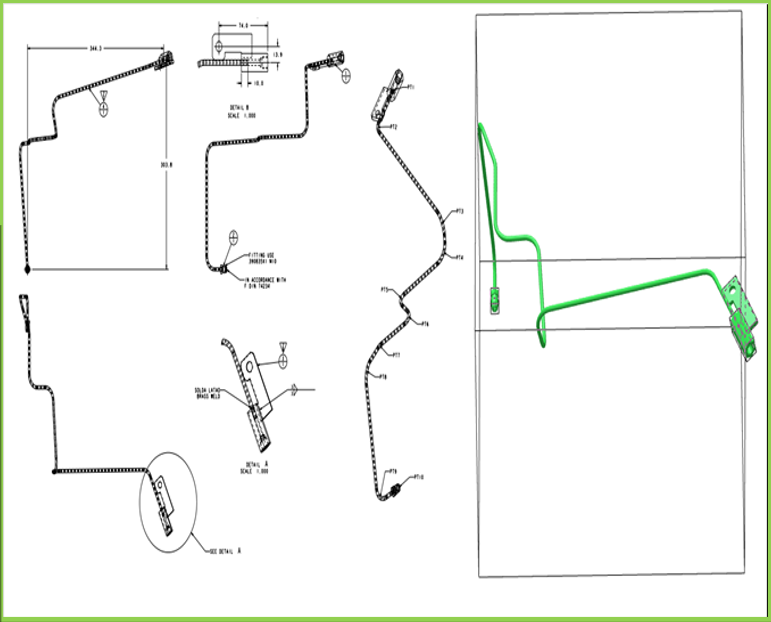 344.3
74.0
13.9
10.0
DETAIL B
SCALE 1.000
303.8
FITTING USE
IN ACCORDANCE WITH
F DIN 74234
PT1
PT2
PT3
PT4
PT5
PT6
PT7
PT8
PT9
PT10
SOLDA LATAO
BRASS WELD
DETAIL A
SCALE 1.000
SEE DETAIL A